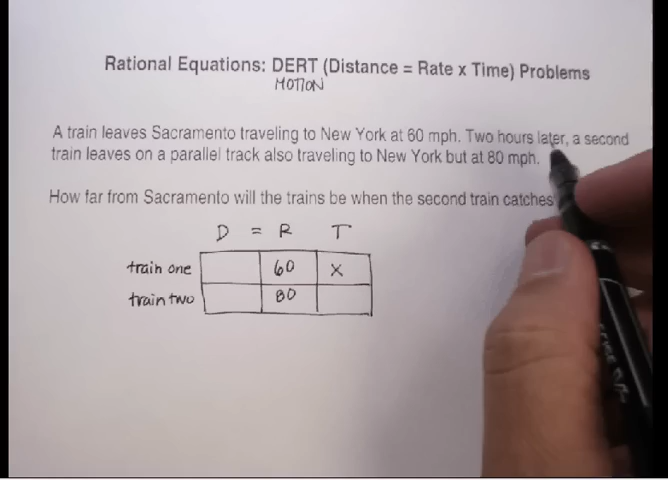 Rational Equations: DERT (Distance = Rate x Time) Problems
MOTION
A train leaves Sacramento traveling to New York at 60 mph. Two hours later, a second
train leaves on a parallel track also traveling to New York but at 80 mph.
How far from Sacramento will the trains be when the second train catches
D = R T
train one 60 X
train two 80